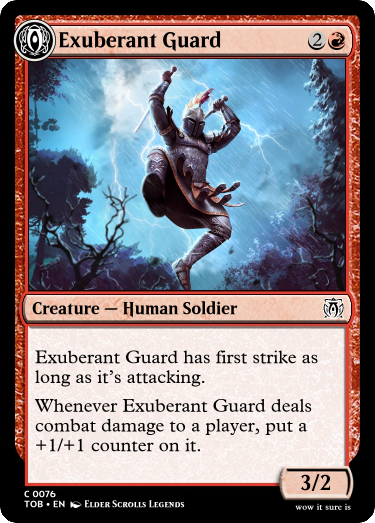 Exuberant Guard 2
Creature — Human Soldier
Exuberant Guard has first strike as
long as it's attacking.
Whenever Exuberant Guard deals
combat damage to a player, put a
+1/+1 counter on it.
3/2
C 0076
TOB • EN Elder Scrolls Legends
wow it sure is